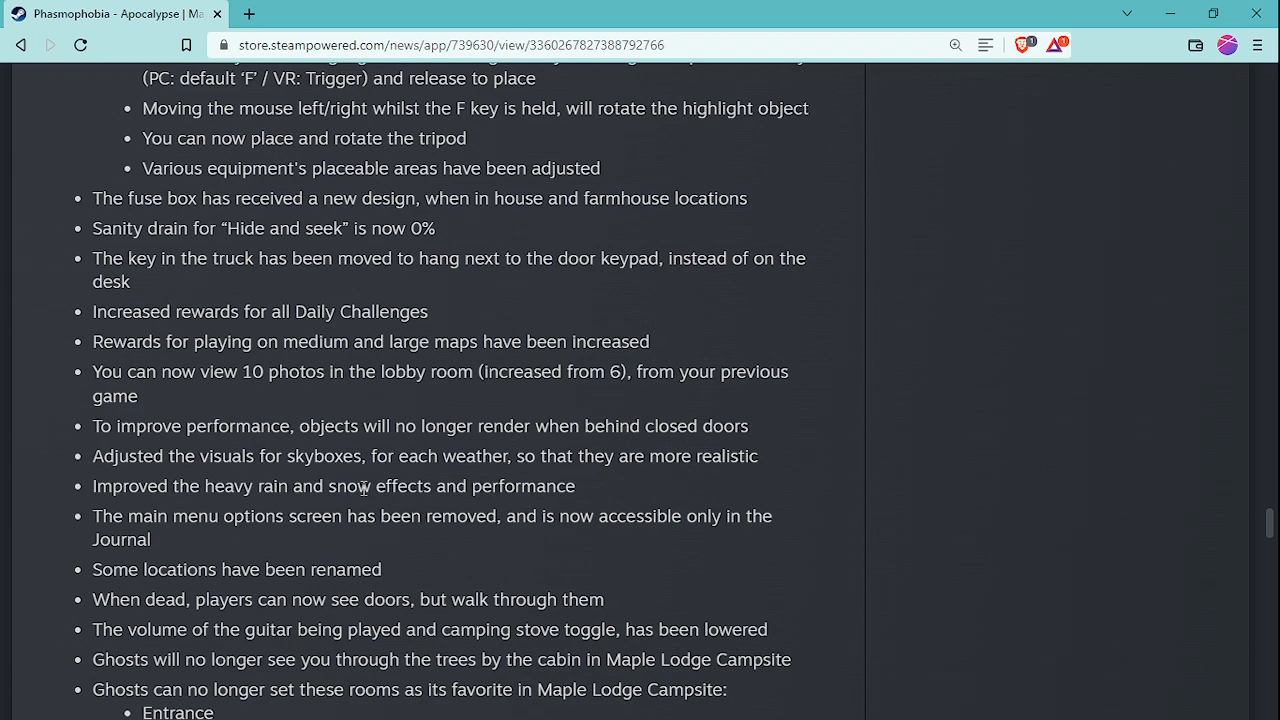 Phasmophobia - Apocalypse | Ma
store.steampowered.com/news/app/739630/view/3360267827388792766
1
1
(PC: default ‘F’ / VR: Trigger) and release to place
• Moving the mouse left/right whilst the F key is held, will rotate the highlight object
• You can now place and rotate the tripod
• Various equipment's placeable areas have been adjusted
• The fuse box has received a new design, when in house and farmhouse locations
• Sanity drain for “Hide and seek” is now 0%
• The key in the truck has been moved to hang next to the door keypad, instead of on the
desk
• Increased rewards for all Daily Challenges
• Rewards for playing on medium and large maps have been increased
• You can now view 10 photos in the lobby room (increased from 6), from your previous
game
• To improve performance, objects will no longer render when behind closed doors
• Adjusted the visuals for skyboxes, for each weather, so that they are more realistic
• Improved the heavy rain and snow effects and performance
• The main menu options screen has been removed, and is now accessible only in the
Journal
• Some locations have been renamed
• When dead, players can now see doors, but walk through them
• The volume of the guitar being played and camping stove toggle, has been lowered
• Ghosts will no longer see you through the trees by the cabin in Maple Lodge Campsite
• Ghosts can no longer set these rooms as its favorite in Maple Lodge Campsite:
• Entrance